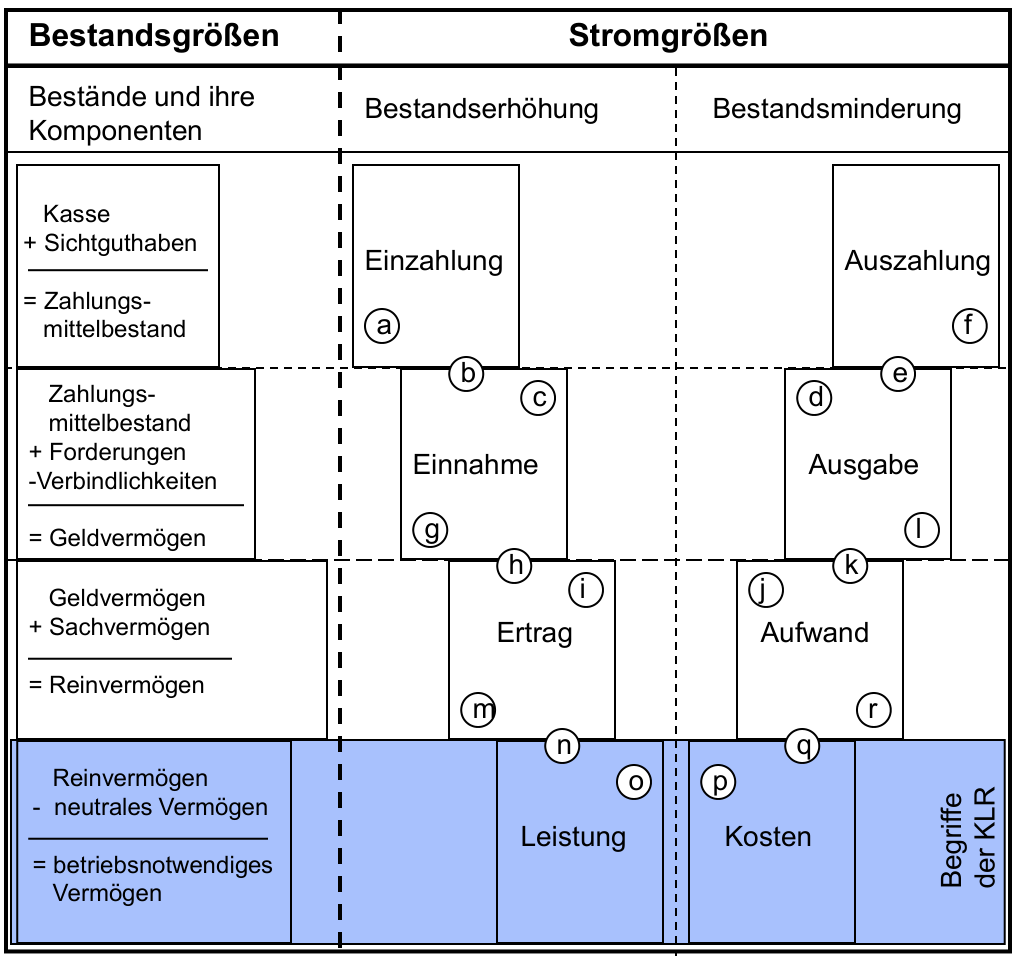 Bestandsgrößen
Stromgrößen
Bestände und ihre
Komponenten
Bestandserhöhung
Bestandsminderung
Kasse
+ Sichtguthaben
= Zahlungs-
mittelbestand
Einzahlung
a
Auszahlung
f
b
e
Zahlungs-
mittelbestand
+ Forderungen
-Verbindlichkeiten
= Geldvermögen
c
Einnahme
g
d
Ausgabe
l
h
k
Geldvermögen
+ Sachvermögen
= Reinvermögen
i
Ertrag
m
j
Aufwand
r
n
q
Reinvermögen
- neutrales Vermögen
= betriebsnotwendiges
Vermögen
o
Leistung
p
Kosten
Begriffe
der KLR